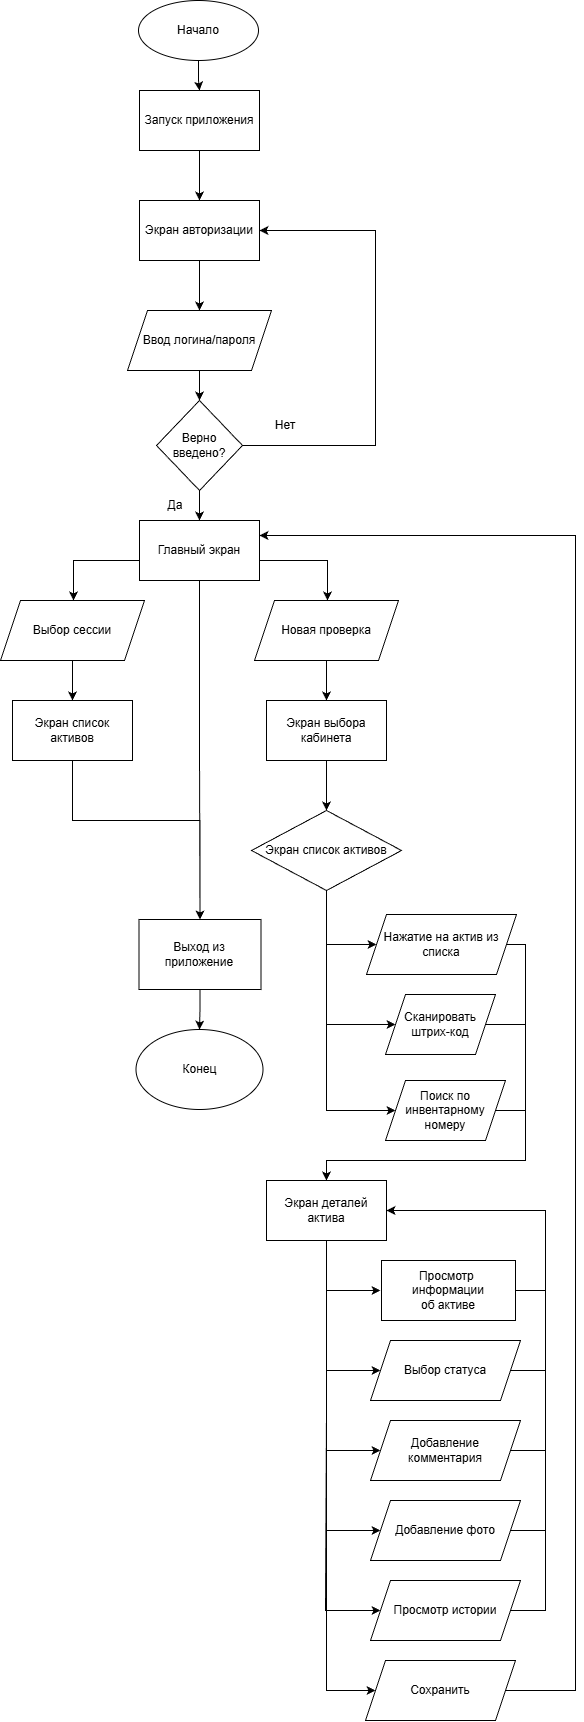 Начало
Запуск приложения
Экран авторизации
Ввод логина/пароля
Верно
введено?
Нет
Да
Главный экран
Выбор сессии
Новая проверка
Экран список
активов
Экран выбора
кабинета
Экран список активов
Выход из
приложение
Нажатие на актив из
списка
Сканировать
штрих-код
Конец
Поиск по
инвентарному
номеру
Экран деталей
актива
Просмотр
информации
об активе
Выбор статуса
Добавление
комментария
Добавление фото
Просмотр истории
Сохранить